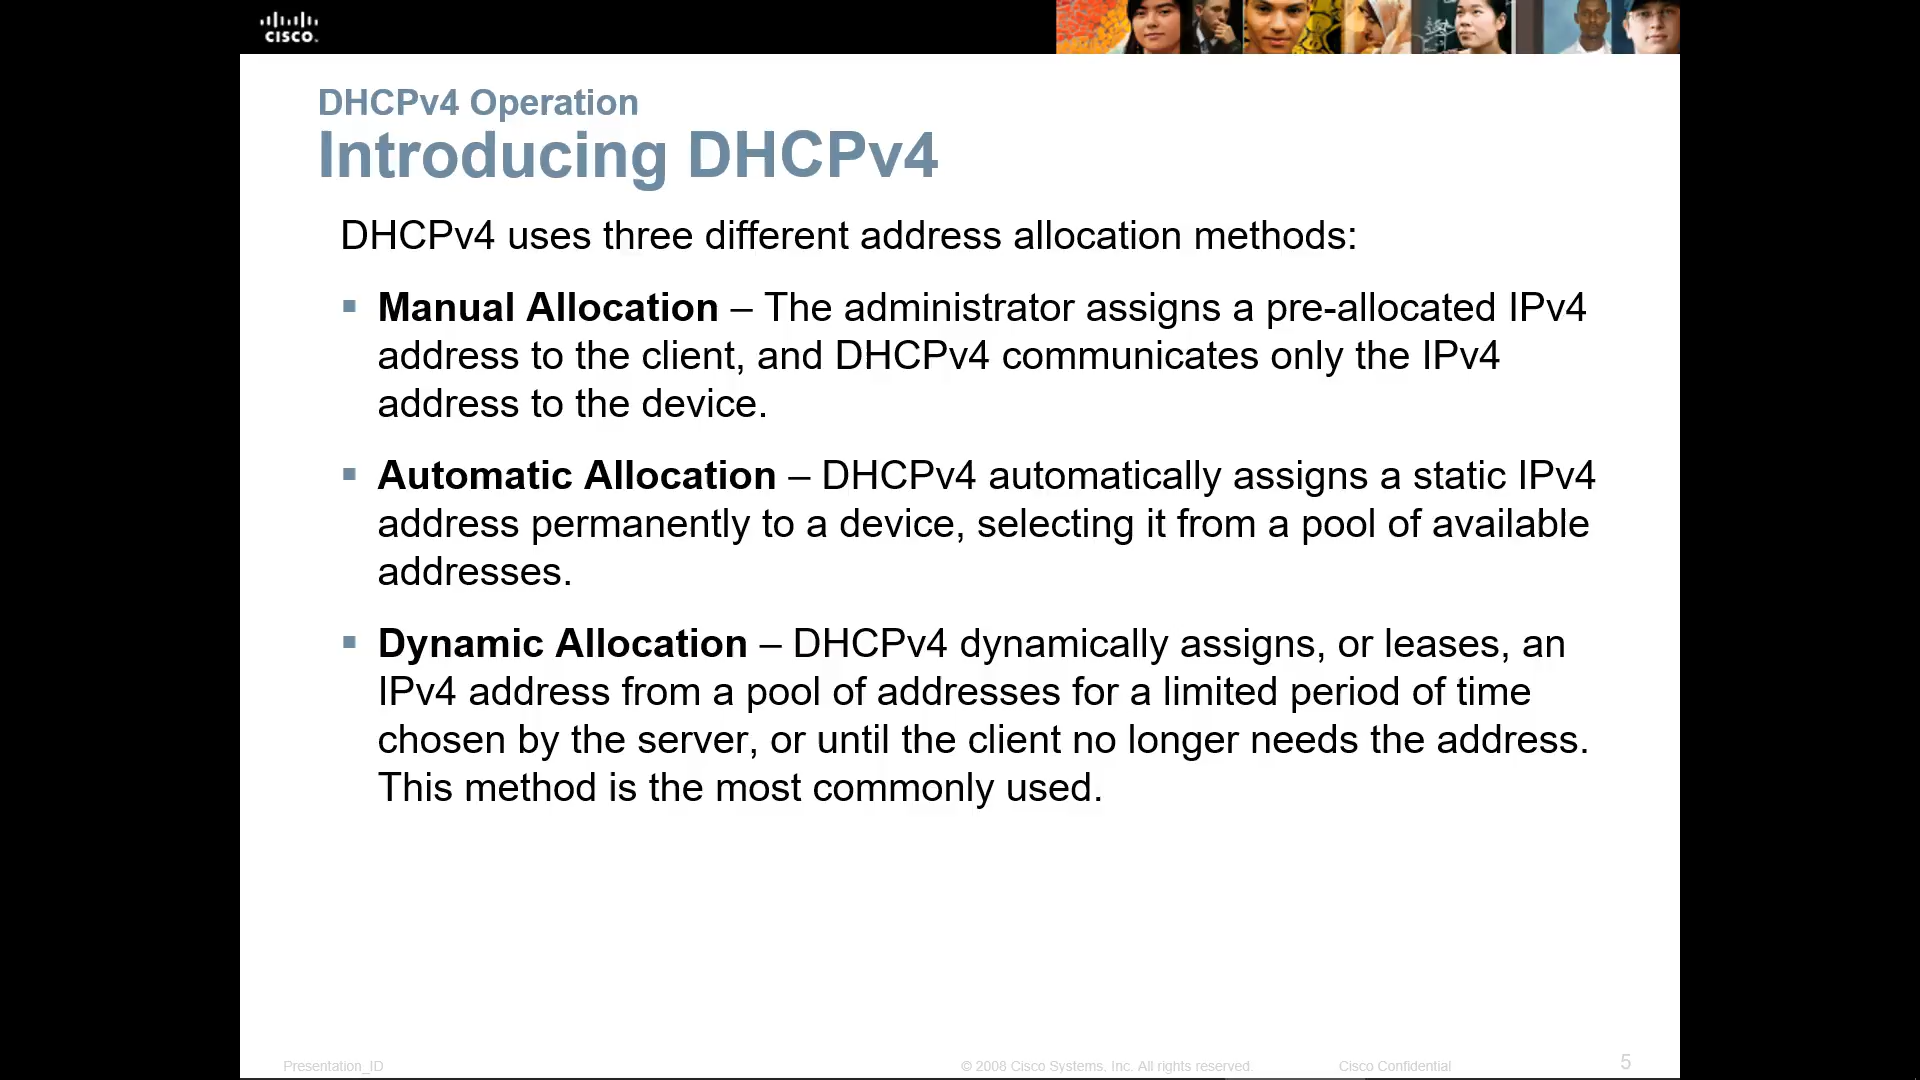 CISCO.
DHCPv4 Operation
Introducing DHCPv4
DHCPv4 uses three different address allocation methods:
▪ Manual Allocation – The administrator assigns a pre-allocated IPv4
address to the client, and DHCPv4 communicates only the IPv4
address to the device.
▪ Automatic Allocation – DHCPv4 automatically assigns a static IPv4
address permanently to a device, selecting it from a pool of available
addresses.
▪ Dynamic Allocation – DHCPv4 dynamically assigns, or leases, an
IPv4 address from a pool of addresses for a limited period of time
chosen by the server, or until the client no longer needs the address.
This method is the most commonly used.
Presentation_ID © 2008 Cisco Systems, Inc. All rights reserved. Cisco Confidential 5